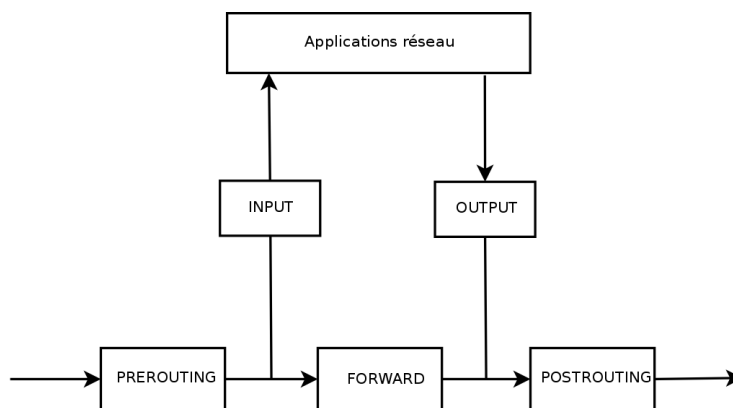 Applications réseau
INPUT
OUTPUT
PREROUTING
FORWARD
POSTROUTING